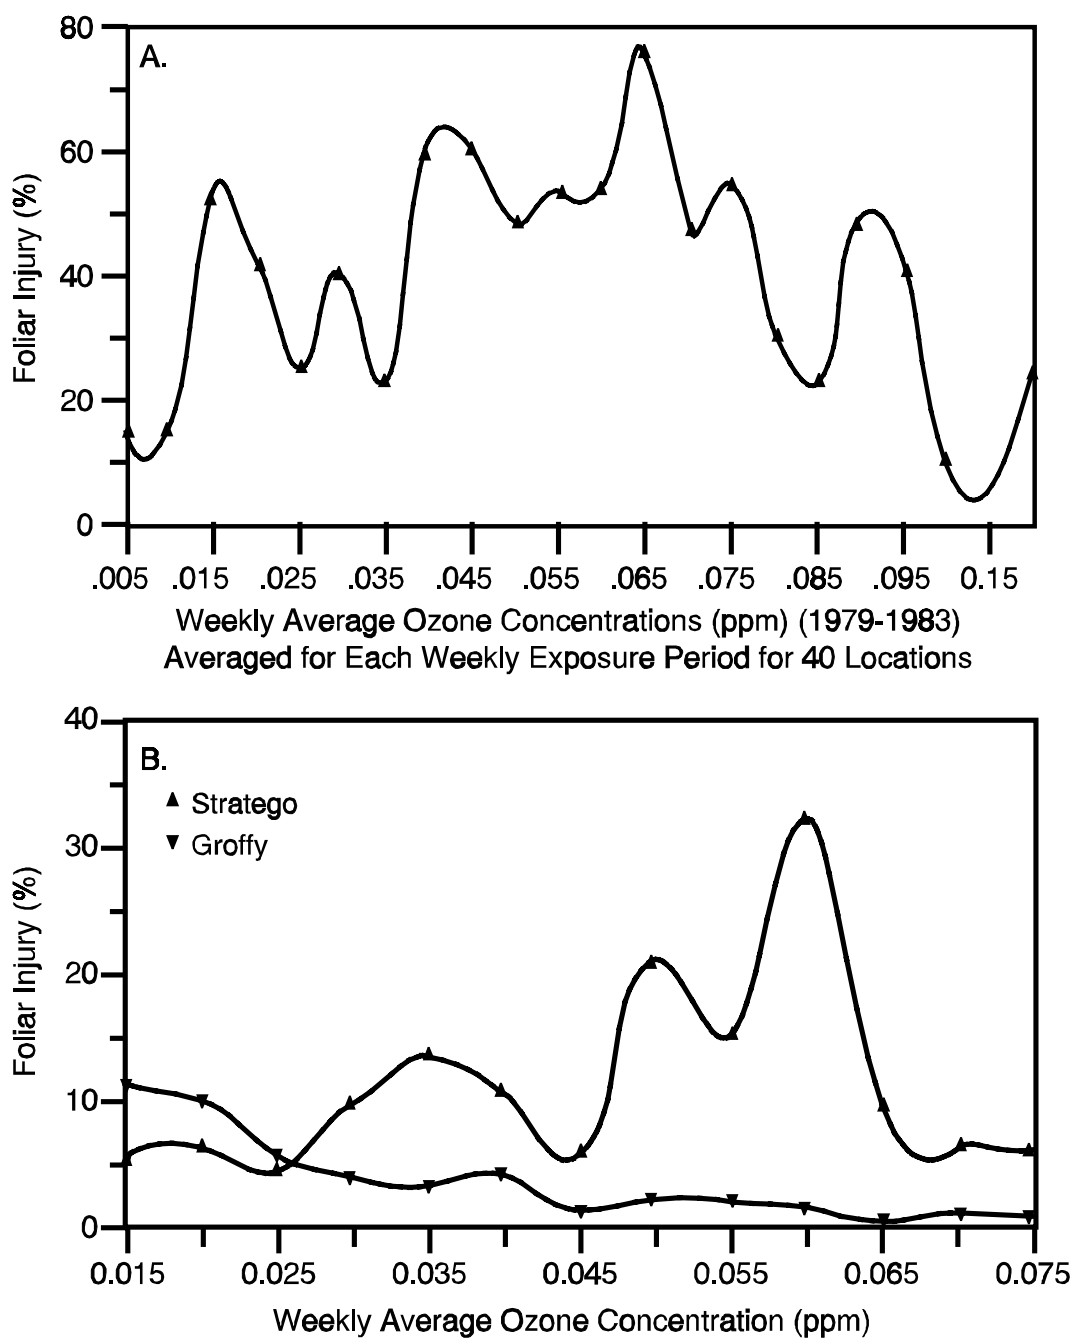 80
A.
60
40
20
0
Foliar Injury (%)
.005 .015 .025 .035 .045 .055 .065 .075 .085 .095 0.15
Weekly Average Ozone Concentrations (ppm) (1979-1983)
Averaged for Each Weekly Exposure Period for 40 Locations
40
B.
Stratego
Groffy
30
20
10
0
Foliar Injury (%)
0.015 0.025 0.035 0.045 0.055 0.065 0.075
Weekly Average Ozone Concentration (ppm)